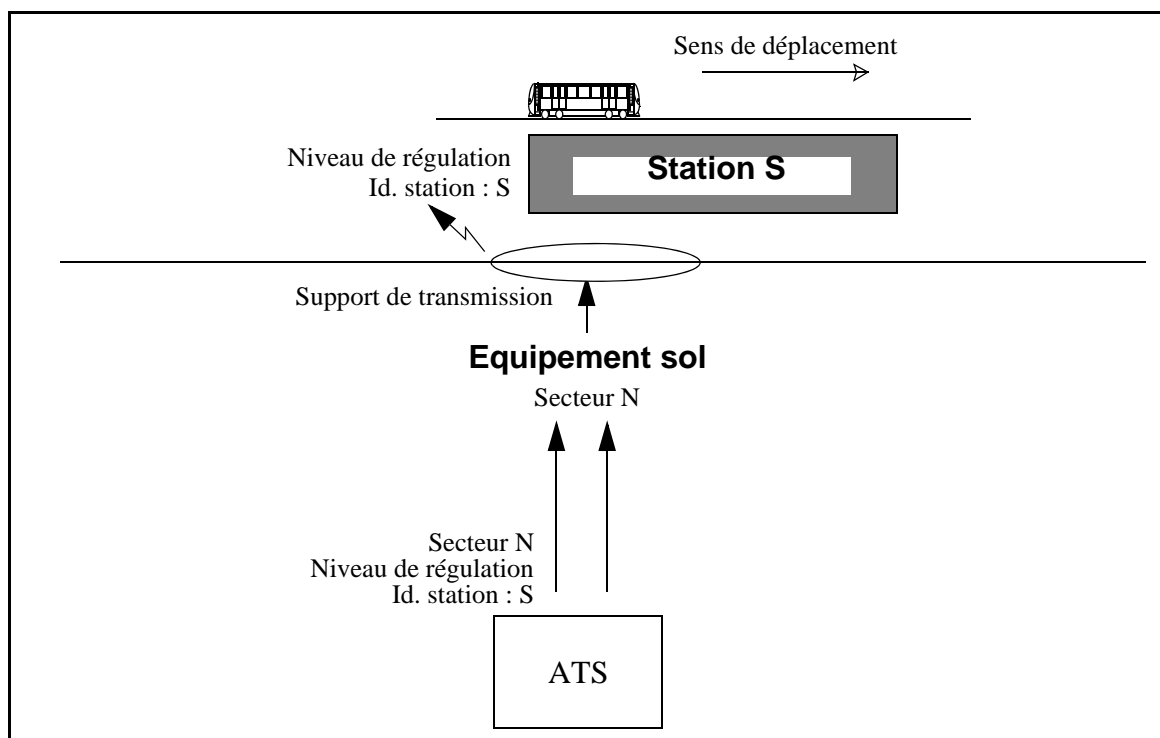 Sens de déplacement
Niveau de régulation
Id. station : S
Station S
Support de transmission
Equipement sol
Secteur N
Secteur N
Niveau de régulation
Id. station : S
ATS